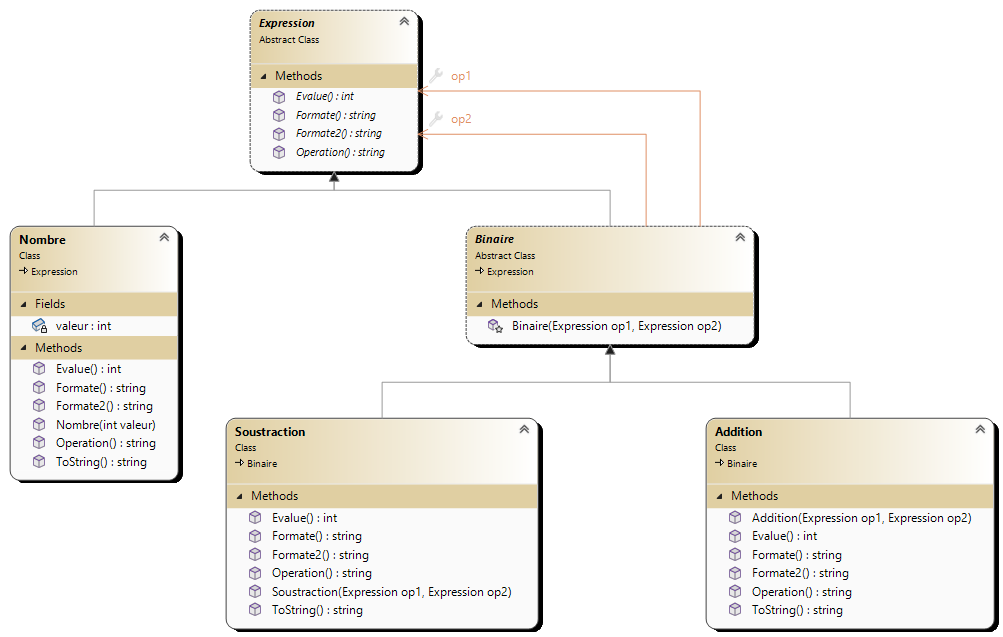 Expression
Abstract Class
Methods
Evalue() : int
Formate() : string
Formate2() : string
Operation() : string
op1
op2
Nombre
Class
Expression
Fields
valeur : int
Methods
Evalue() : int
Formate() : string
Formate2() : string
Nombre(int valeur)
Operation() : string
ToString() : string
Binaire
Abstract Class
Expression
Methods
Binaire(Expression op1, Expression op2)
Soustraction
Class
Binaire
Methods
Evalue() : int
Formate() : string
Formate2() : string
Operation() : string
Soustraction(Expression op1, Expression op2)
ToString() : string
Addition
Class
Binaire
Methods
Addition(Expression op1, Expression op2)
Evalue() : int
Formate() : string
Formate2() : string
Operation() : string
ToString() : string